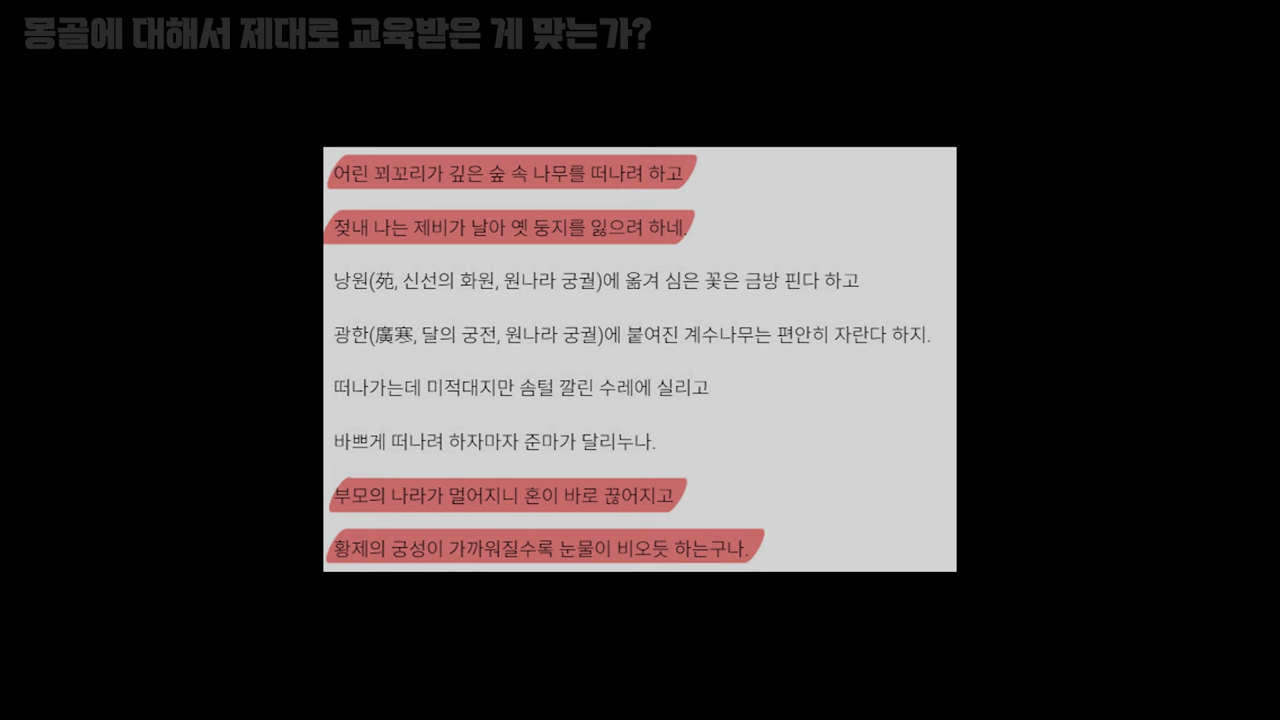 몽골에 대해서 제대로 교육받은 게 맞는가?
어린 꾀꼬리가 깊은 숲 속 나무를 떠나려 하고
젖내 나는 제비가 날아 옛 둥지를 잃으려 하네.
낭원(苑, 신선의 화원, 원나라 궁궐)에 옮겨 심은 꽃은 금방 핀다 하고
광한(廣寒, 달의 궁전, 원나라 궁궐)에 붙여진 계수나무는 편안히 자란다 하지.
떠나가는데 미적대지만 솜털 깔린 수레에 실리고
바쁘게 떠나려 하자마자 준마가 달리누나.
부모의 나라가 멀어지니 혼이 바로 끊어지고
황제의 궁성이 가까워질수록 눈물이 비오듯 하는구나.